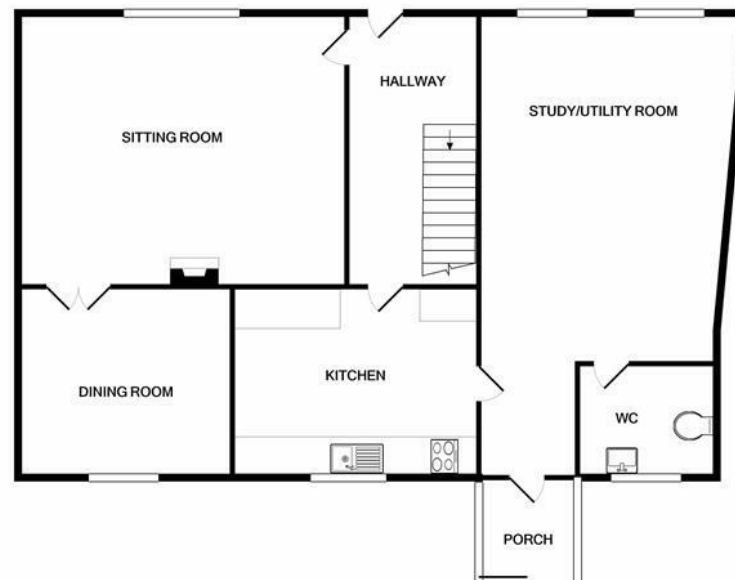 HALLWAY
STUDY/UTILITY ROOM
SITTING ROOM
KITCHEN
DINING ROOM
WC
PORCH